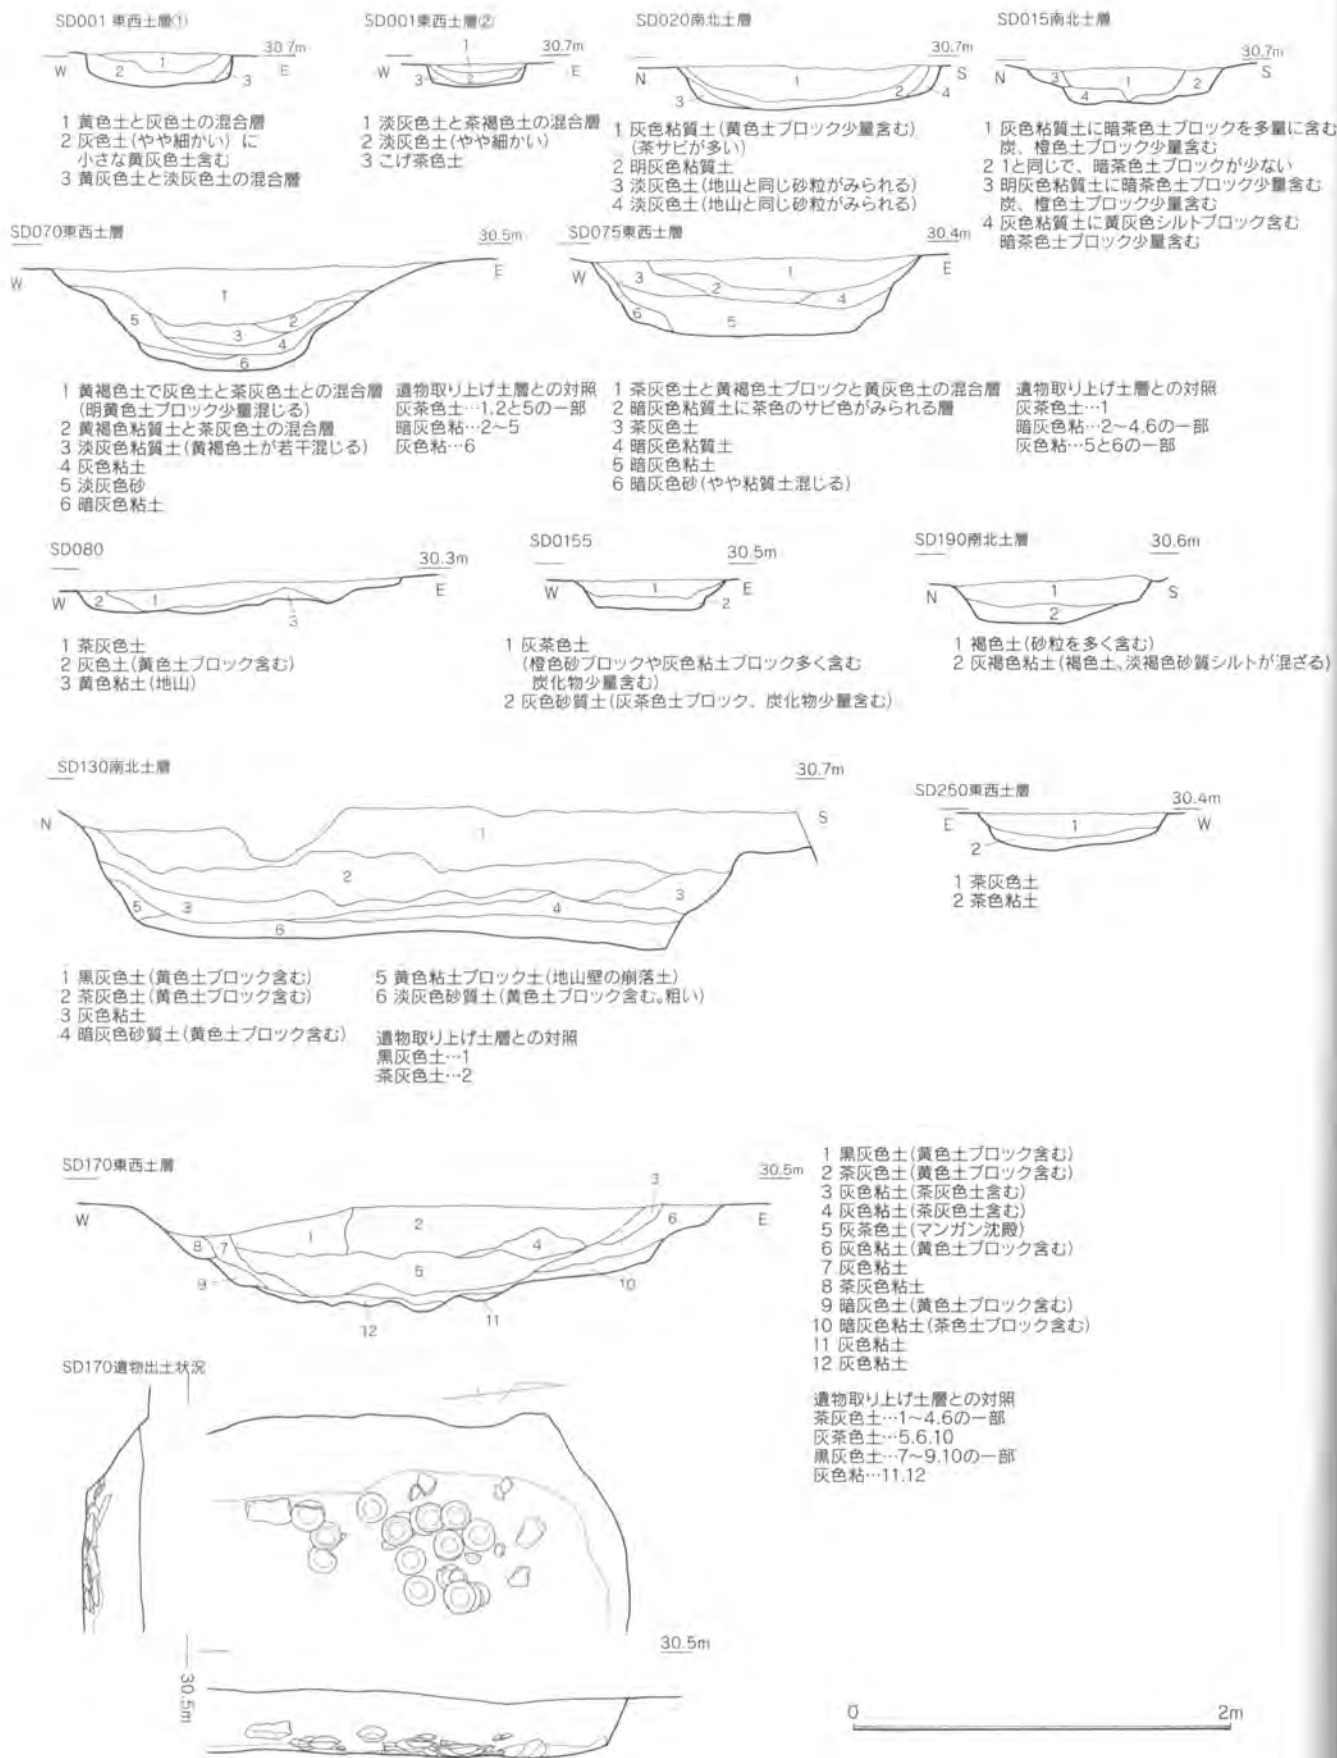 SD001 東西土層①
30.7m
W
E
1
2
3
1 黄色土と灰色土の混合層
2 灰色土(やや細かい)に
小さな黄灰色土含む
3 黄灰色土と淡灰色土の混合層
SD001東西土層②
1
30.7m
W
E
3
2
1 淡灰色土と茶褐色土の混合層
2 淡灰色土(やや細かい)
3 こげ茶色土
SD020南北土層
30.7m
N
S
1
2
3
4
1 灰色粘質土(黄色土ブロック少量含む)
(茶サビが多い)
2 明灰色粘質土
3 淡灰色土(地山と同じ砂粒がみられる)
4 淡灰色土(地山と同じ砂粒がみられる)
SD015南北土層
30.7m
N
S
3
1
2
4
1 灰色粘質土に暗茶色土ブロックを多量に含む
炭、橙色土ブロック少量含む
2 1と同じで、暗茶色土ブロックが少ない
3 明灰色粘質土に暗茶色土ブロック少量含む
炭、橙色土ブロック少量含む
4 灰色粘質土に黄灰色シルトブロック含む
暗茶色土ブロック少量含む
SD070東西土層
30.5m
W
E
1
5
2
3
4
6
1 黄褐色土で灰色土と茶灰色土との混合層
(明黄色土ブロック少量混じる)
2 黄褐色粘質土と茶灰色土の混合層
3 淡灰色粘質土(黄褐色土が若干混じる)
4 灰色粘土
5 淡灰色砂
6 暗灰色粘土
遺物取り上げ土層との対照
灰茶色土…1.2と5の一部
暗灰色粘…2～5
灰色粘…6
SD075東西土層
30.4m
W
E
1
3
2
4
6
5
1 茶灰色土と黄褐色土ブロックと黄灰色土の混合層
2 暗灰色粘質土に茶色のサビ色がみられる層
3 茶灰色土
4 暗灰色粘質土
5 暗灰色粘土
6 暗灰色砂(やや粘質土混じる)
遺物取り上げ土層との対照
灰茶色土…1
暗灰色粘…2～4.6の一部
灰色粘…5と6の一部
SD080
30.3m
W
E
2
1
3
1 茶灰色土
2 灰色土(黄色土ブロック含む)
3 黄色粘土(地山)
SD0155
30.5m
W
E
1
2
1 灰茶色土
(橙色砂ブロックや灰色粘土ブロック多く含む
炭化物少量含む)
2 灰色砂質土(灰茶色土ブロック、炭化物少量含む)
SD190南北土層
30.6m
N
S
1
2
1 褐色土(砂粒を多く含む)
2 灰褐色粘土(褐色土、淡褐色砂質シルトが混ざる)
SD130南北土層
30.7m
N
S
1
2
3
3
4
5
6
1 黒灰色土(黄色土ブロック含む)
2 茶灰色土(黄色土ブロック含む)
3 灰色粘土
4 暗灰色砂質土(黄色土ブロック含む)
5 黄色粘土ブロック土(地山壁の崩落土)
6 淡灰色砂質土(黄色土ブロック含む。粗い)
遺物取り上げ土層との対照
黒灰色土…1
茶灰色土…2
SD250東西土層
30.4m
E
W
1
2
1 茶灰色土
2 茶色粘土
SD170東西土層
30.5m
W
E
3
1
2
6
8
7
4
5
9
10
11
12
1 黒灰色土(黄色土ブロック含む)
2 茶灰色土(黄色土ブロック含む)
3 灰色粘土(茶灰色土含む)
4 灰色粘土(茶灰色土含む)
5 灰茶色土(マンガン沈殿)
6 灰色粘土(黄色土ブロック含む)
7 灰色粘土
8 茶灰色粘土
9 暗灰色土(黄色土ブロック含む)
10 暗灰色粘土(茶色土ブロック含む)
11 灰色粘土
12 灰色粘土
遺物取り上げ土層との対照
茶灰色土…1～4.6の一部
灰茶色土…5.6.10
黒灰色土…7～9.10の一部
灰色粘…11.12
SD170遺物出土状況
30.5m
30.5m
0
2m